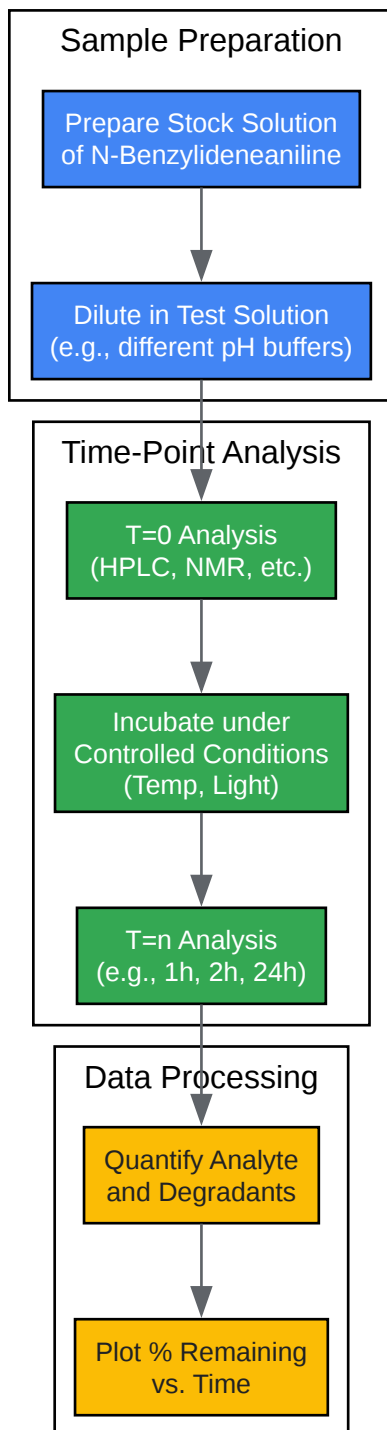 Sample Preparation
Prepare Stock Solution
of N-Benzylideneaniline
Dilute in Test Solution
(e.g., different pH buffers)
Time-Point Analysis
T=0 Analysis
(HPLC, NMR, etc.)
Incubate under
Controlled Conditions
(Temp, Light)
T=n Analysis
(e.g., 1h, 2h, 24h)
Data Processing
Quantify Analyte
and Degradants
Plot % Remaining
vs. Time